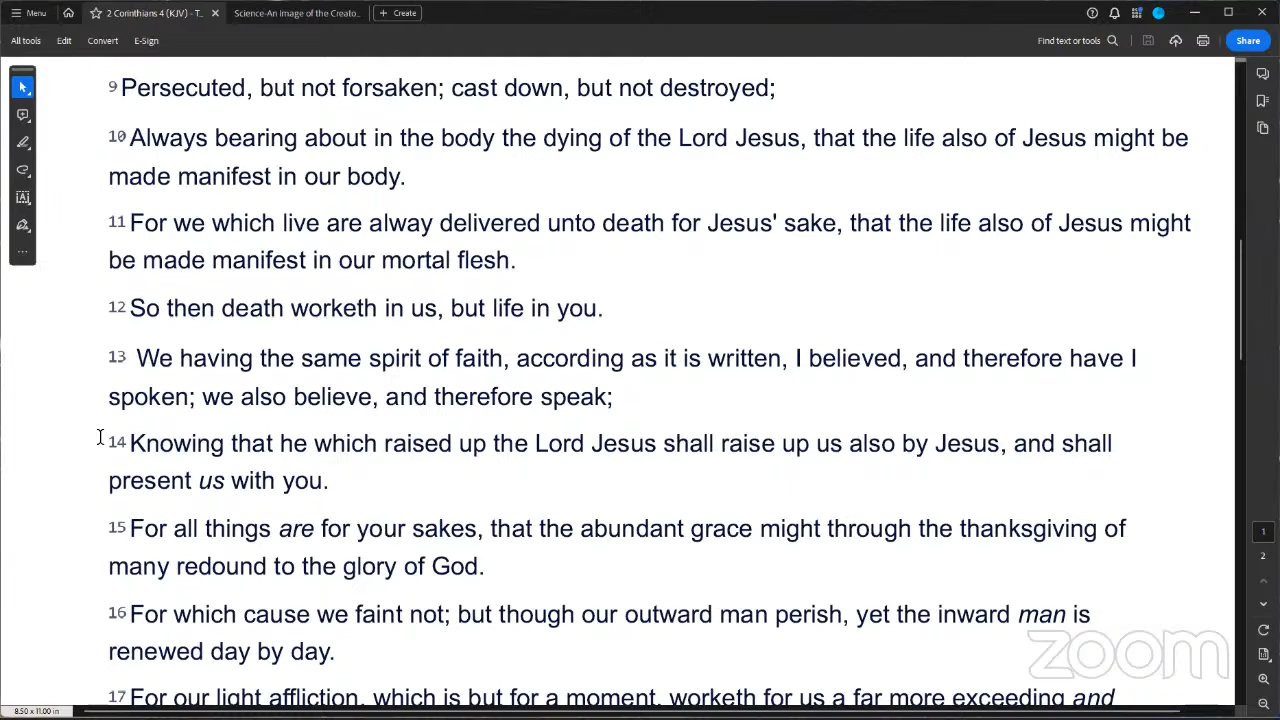 Menu
2 Corinthians 4 (KJV) - T...
Science-An Image of the Creato...
+ Create
All tools Edit Convert E-Sign
Find text or tools
Share
9 Persecuted, but not forsaken; cast down, but not destroyed;
10 Always bearing about in the body the dying of the Lord Jesus, that the life also of Jesus might be
made manifest in our body.
11 For we which live are alway delivered unto death for Jesus' sake, that the life also of Jesus might
be made manifest in our mortal flesh.
12 So then death worketh in us, but life in you.
13 We having the same spirit of faith, according as it is written, I believed, and therefore have I
spoken; we also believe, and therefore speak;
14 Knowing that he which raised up the Lord Jesus shall raise up us also by Jesus, and shall
present us with you.
15 For all things are for your sakes, that the abundant grace might through the thanksgiving of
many redound to the glory of God.
16 For which cause we faint not; but though our outward man perish, yet the inward man is
renewed day by day.
17 For our light affliction, which is but for a moment, worketh for us a far more exceeding and
1
2
zoom
8.50 x 11.00 in